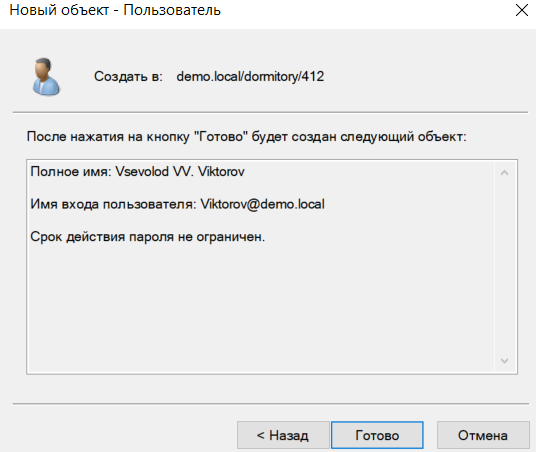 Новый объект - Пользователь
Создать в: demo.local/dormitory/412
После нажатия на кнопку "Готово" будет создан следующий объект:
Полное имя: Vsevolod VV. Viktorov
Имя входа пользователя: Viktorov@demo.local
Срок действия пароля не ограничен.
< Назад Готово Отмена